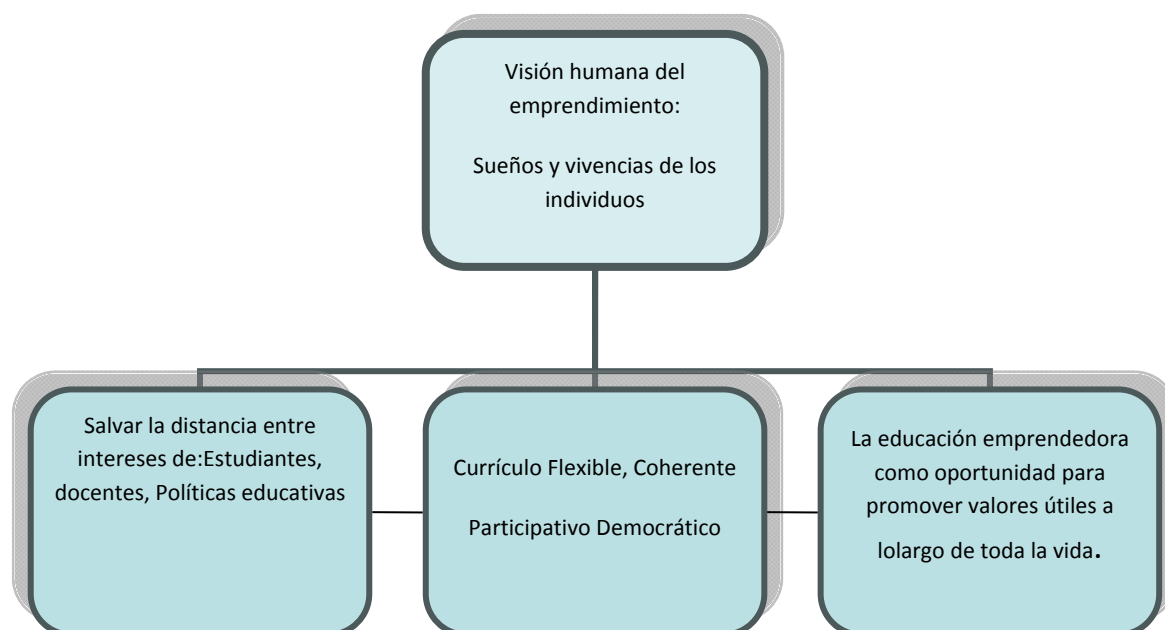 Visión humana del
emprendimiento:
Sueños y vivencias de los
individuos
Salvar la distancia entre
intereses de:Estudiantes,
docentes, Políticas educativas
Currículo Flexible, Coherente
Participativo Democrático
La educación emprendedora
como oportunidad para
promover valores útiles a
lolargo de toda la vida.